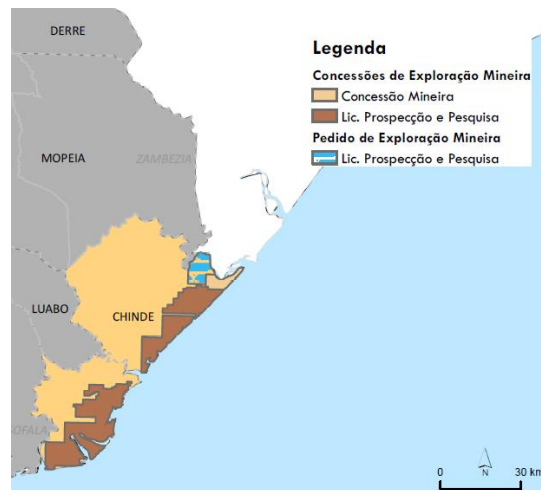 DERRE
Legenda
Concessões de Exploração Mineira
Concessão Mineira
Lic. Prospecção e Pesquisa
Pedido de Exploração Mineira
Lic. Prospecção e Pesquisa
MOPEIA
ZAMBEZIA
LUABO
CHINDE
OFALA
N
0 30 km